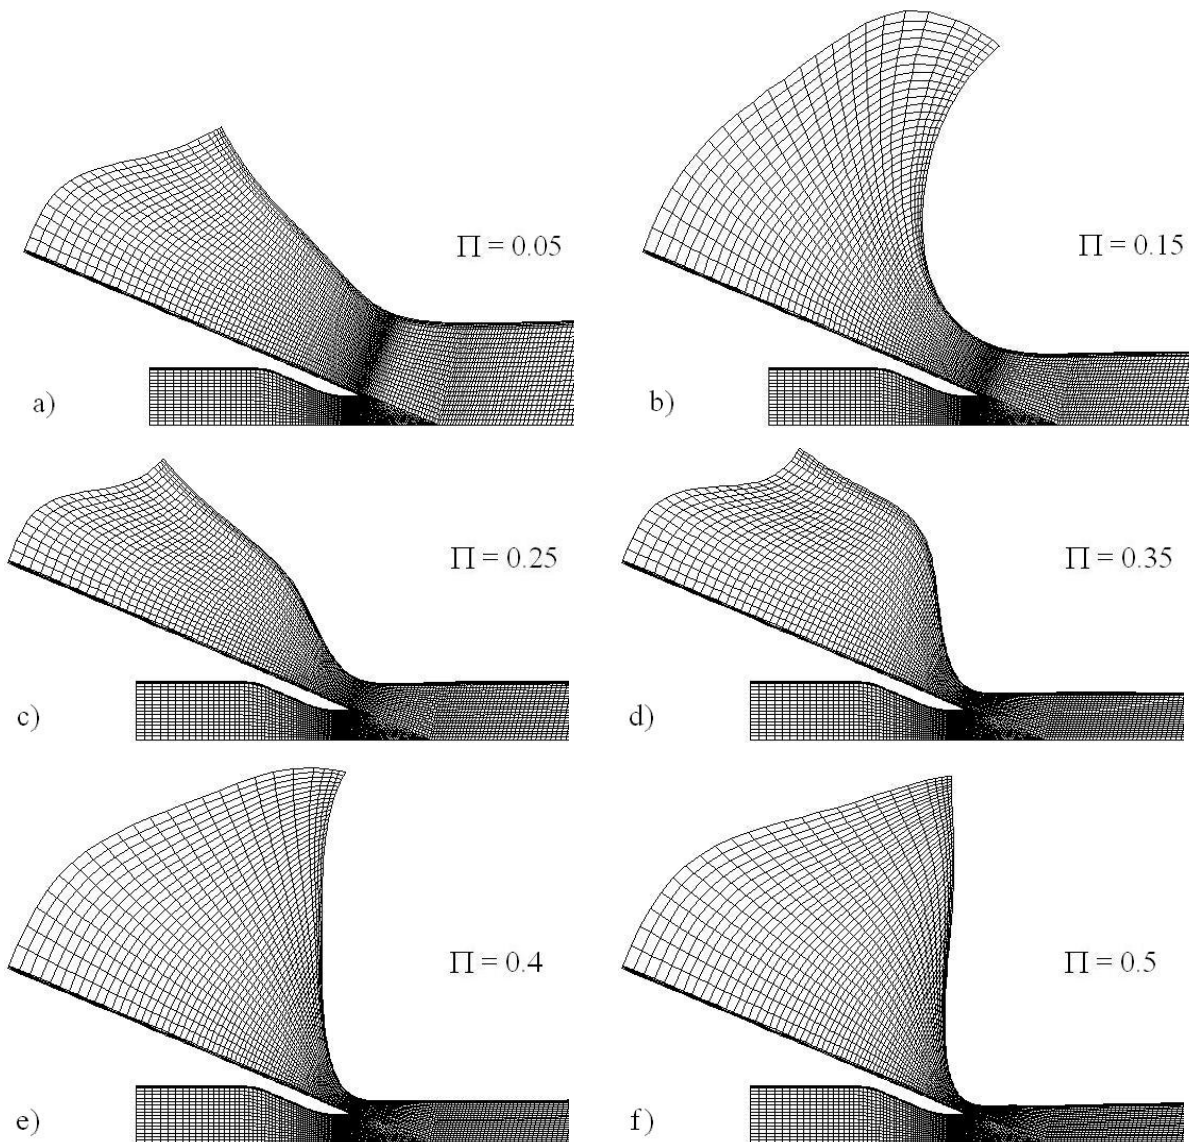 Π = 0.05
a)
Π = 0.15
b)
Π = 0.25
c)
Π = 0.35
d)
Π = 0.4
e)
Π = 0.5
f)